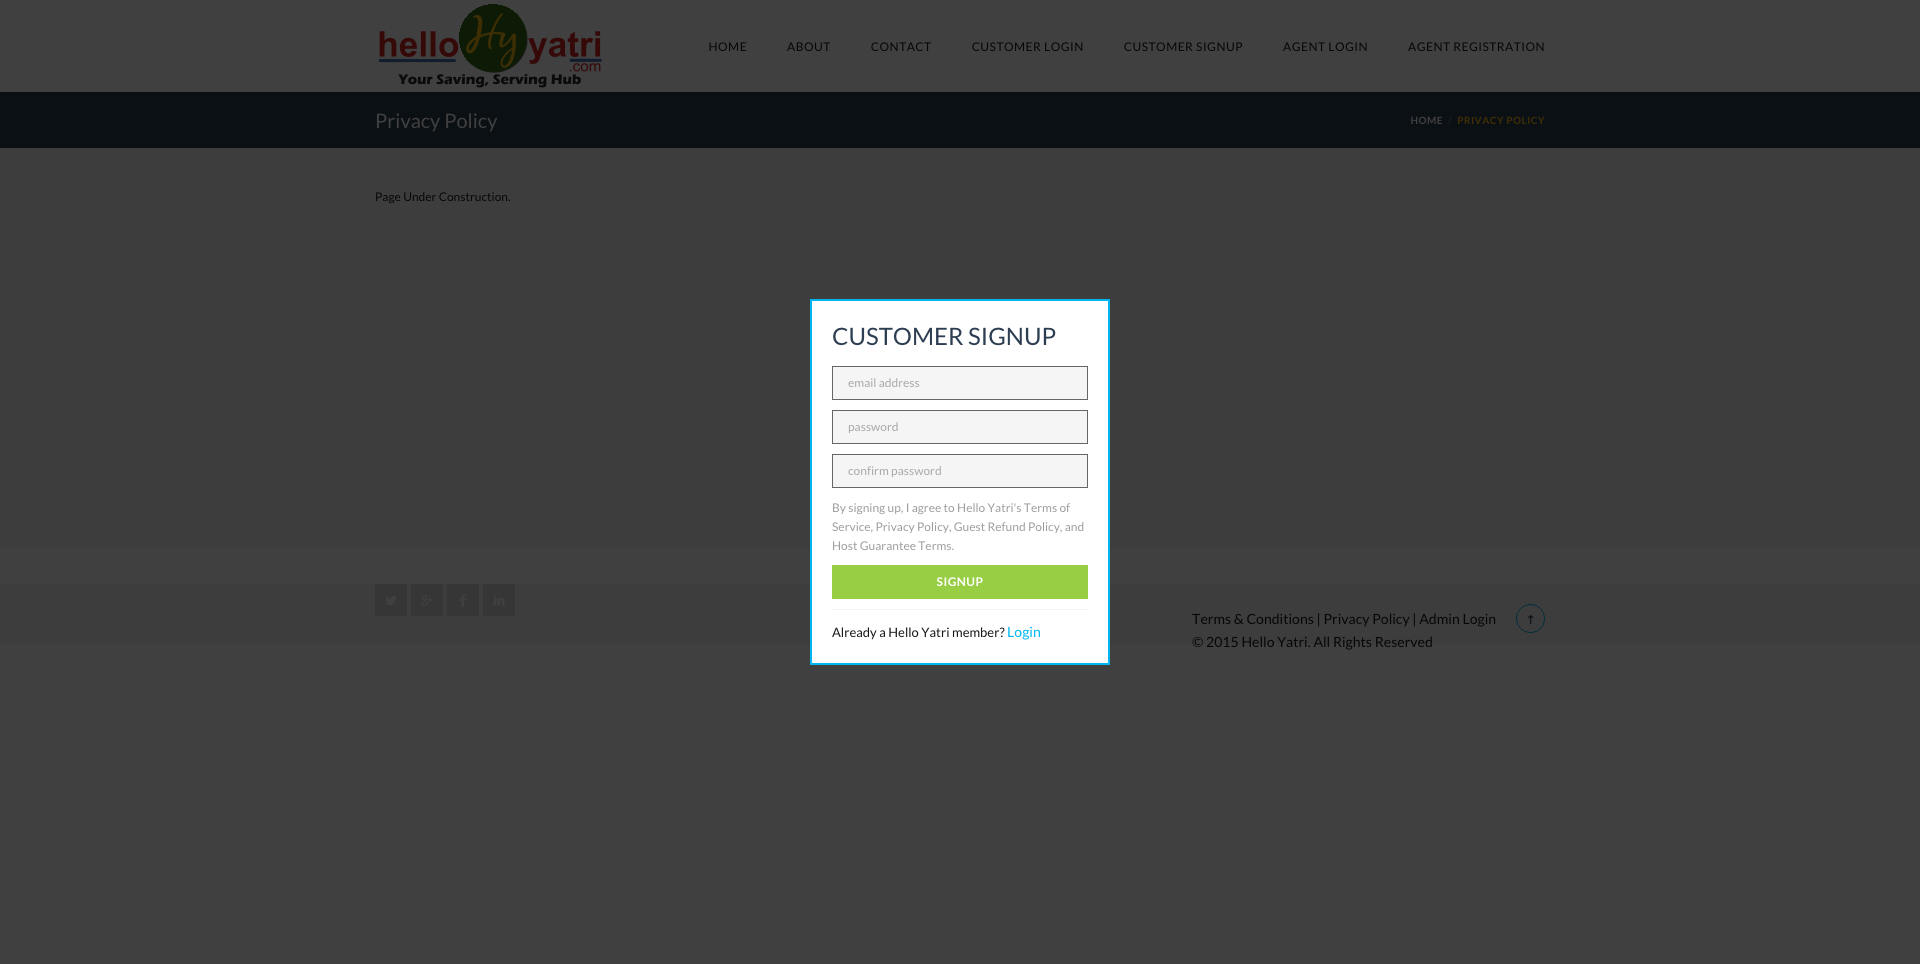 hello Hy yatri
.com
Your Saving, Serving Hub
HOME ABOUT CONTACT CUSTOMER LOGIN CUSTOMER SIGNUP AGENT LOGIN AGENT REGISTRATION
Privacy Policy
HOME / PRIVACY POLICY
Page Under Construction.
CUSTOMER SIGNUP
email address
password
confirm password
By signing up, I agree to Hello Yatri's Terms of
Service, Privacy Policy, Guest Refund Policy, and
Host Guarantee Terms.
SIGNUP
Already a Hello Yatri member? Login
Terms & Conditions | Privacy Policy | Admin Login
© 2015 Hello Yatri. All Rights Reserved